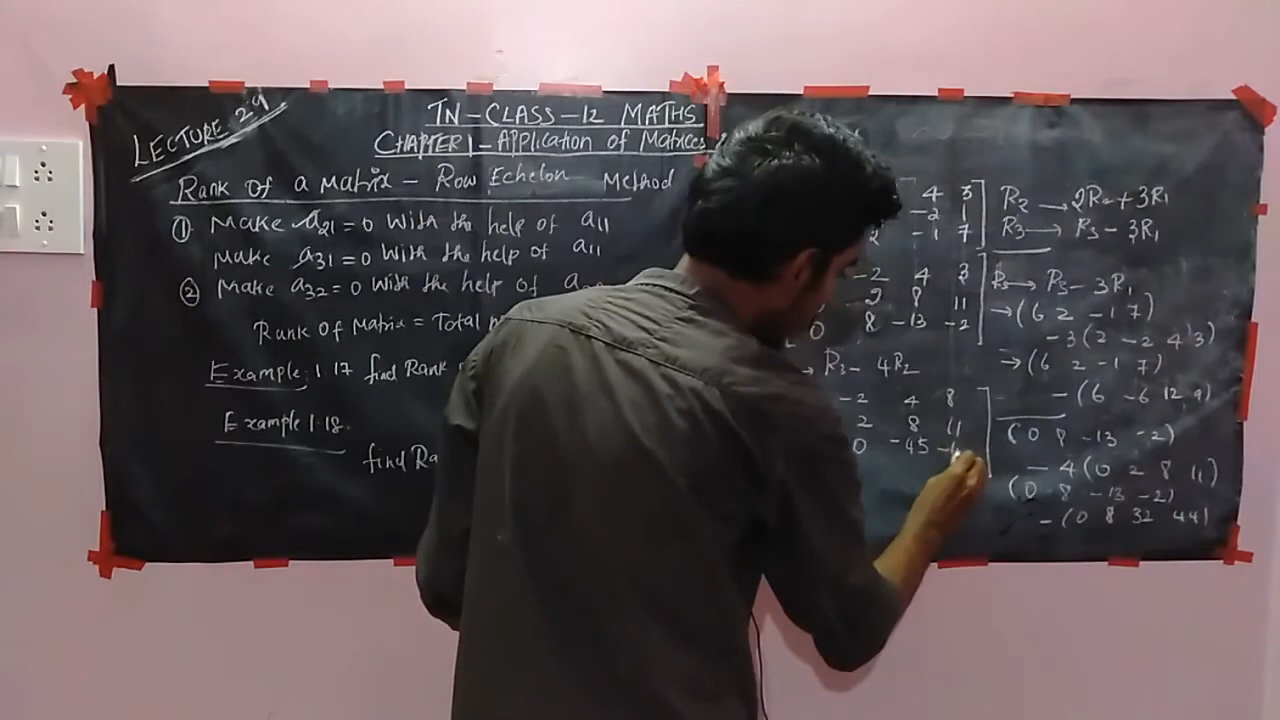 LECTURE 2.9
TN-CLASS-12 MATHS
CHAPTER 1 - Application of Matrices
Rank of a Matrix - Row Echelon Method
① Make a21 = 0 with the help of a11
Make a31 = 0 with the help of a11
② Make a32 = 0 with the help of
Rank of Matrix = Total
Example: 1.17 find Rank
Example 1.18.
find Ra
4 3
-2 1
2 -1 7
R2 → 2R2 + 3R1
R3 → R3 - 3R1
-2 4 3
2 8 11
0 8 -13 -2
R3 - 4R2
-2 4 8
2 8 11
0 -45
R3 → R3 - 3R1
→ (6 2 -1 7)
-3(2 -2 4 3)
→ (6 2 -1 7)
- (6 -6 12 9)
(0 8 -13 -2)
- 4(0 2 8 11)
(0 8 -13 -2)
- (0 8 32 44)